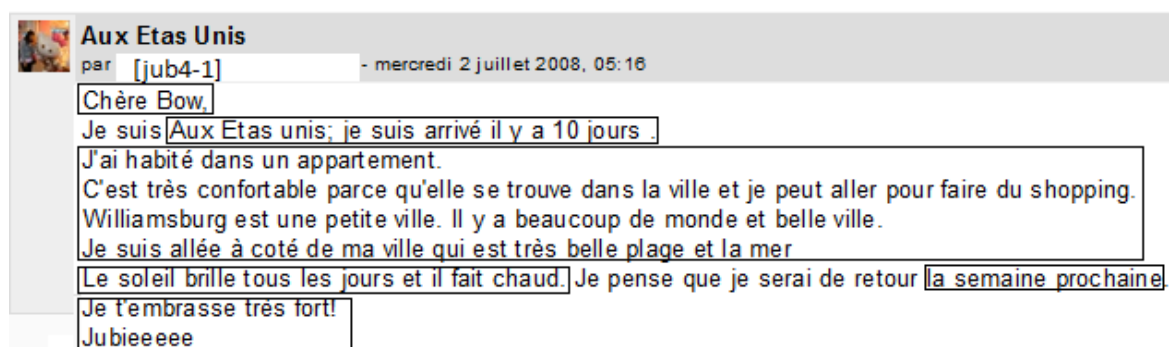 Aux Etas Unis
par [jub4-1] - mercredi 2 juillet 2008, 05:16
Chère Bow,
Je suis Aux Etas unis; je suis arrivé il y a 10 jours .
J'ai habité dans un appartement.
C'est très confortable parce qu'elle se trouve dans la ville et je peut aller pour faire du shopping.
Williamsburg est une petite ville. Il y a beaucoup de monde et belle ville.
Je suis allée à coté de ma ville qui est très belle plage et la mer
Le soleil brille tous les jours et il fait chaud. Je pense que je serai de retour la semaine prochaine.
Je t'embrasse très fort!
Jubieeeee